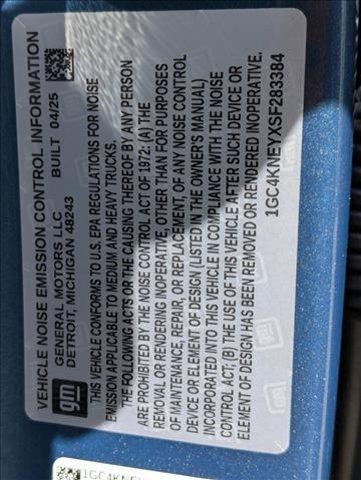 VEHICLE NOISE EMISSION CONTROL INFORMATION
gm
GENERAL MOTORS LLC
DETROIT, MICHIGAN 48243
BUILT 04/25
THIS VEHICLE CONFORMS TO U.S. EPA REGULATIONS FOR NOISE
EMISSION APPLICABLE TO MEDIUM AND HEAVY TRUCKS.
THE FOLLOWING ACTS OR THE CAUSING THEREOF BY ANY PERSON
ARE PROHIBITED BY THE NOISE CONTROL ACT OF 1972: (A) THE
REMOVAL OR RENDERING INOPERATIVE, OTHER THAN FOR PURPOSES
OF MAINTENANCE, REPAIR, OR REPLACEMENT, OF ANY NOISE CONTROL
DEVICE OR ELEMENT OF DESIGN (LISTED IN THE OWNER'S MANUAL)
INCORPORATED INTO THIS VEHICLE IN COMPLIANCE WITH THE NOISE
CONTROL ACT; (B) THE USE OF THIS VEHICLE AFTER SUCH DEVICE OR
ELEMENT OF DESIGN HAS BEEN REMOVED OR RENDERED INOPERATIVE.
1GC4KNEYXSF283384